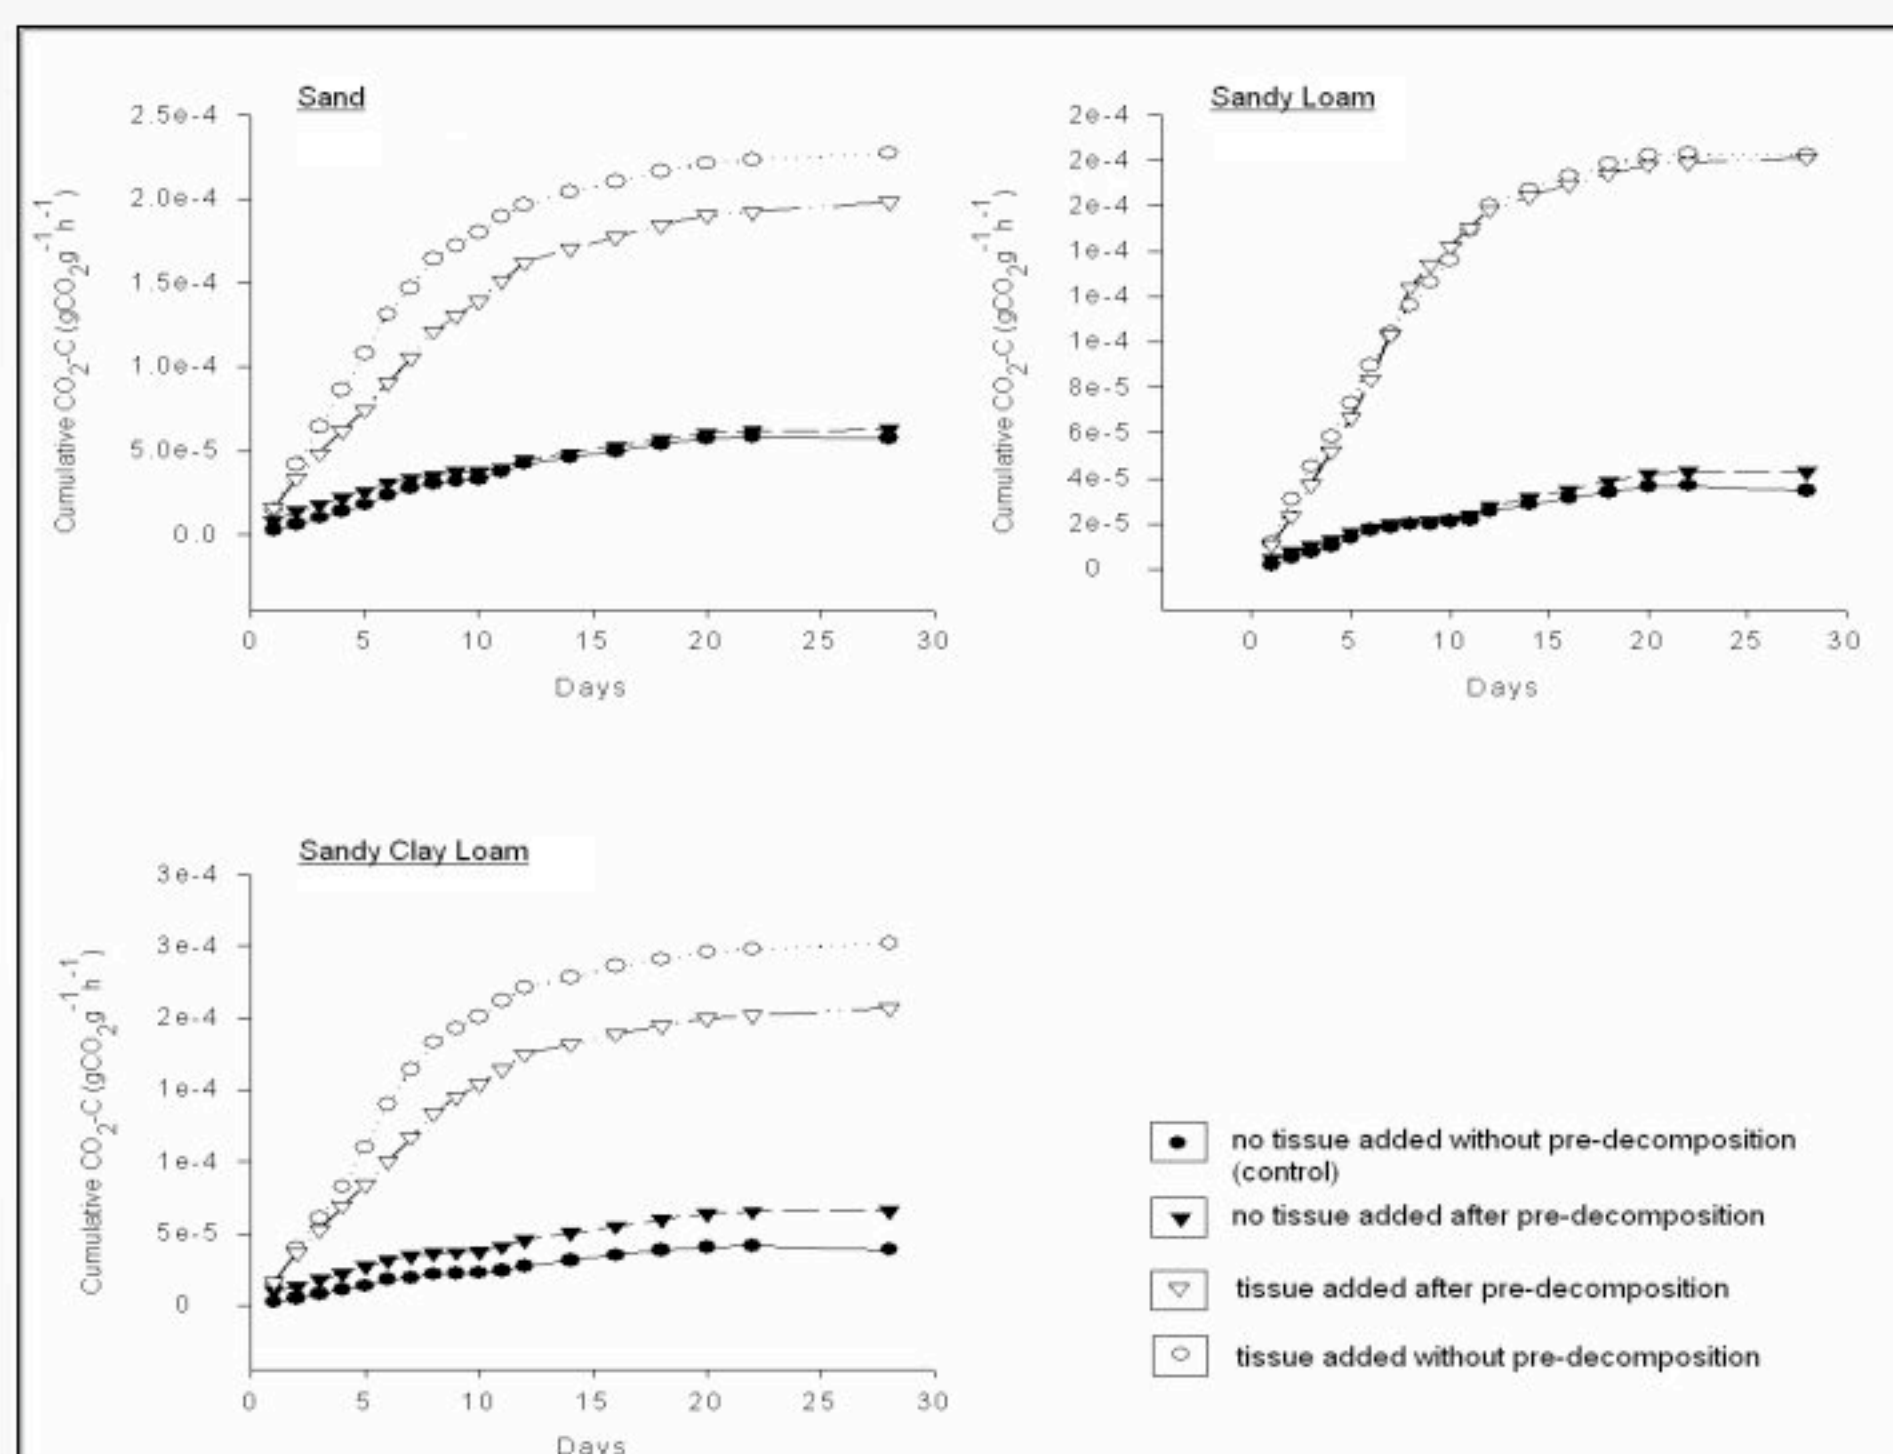 Sand
Cumulative CO2-C (gCO2g-1h-1)
2.5e-4
2.0e-4
1.5e-4
1.0e-4
5.0e-5
0.0
0 5 10 15 20 25 30
Days
Sandy Loam
Cumulative CO2-C (gCO2g-1h-1)
2e-4
2e-4
2e-4
1e-4
1e-4
1e-4
8e-5
6e-5
4e-5
2e-5
0
0 5 10 15 20 25 30
Days
Sandy Clay Loam
Cumulative CO2-C (gCO2g-1h-1)
3e-4
3e-4
2e-4
1e-4
1e-4
5e-5
0
0 5 10 15 20 25 30
Days
no tissue added without pre-decomposition
(control)
no tissue added after pre-decomposition
tissue added after pre-decomposition
tissue added without pre-decomposition